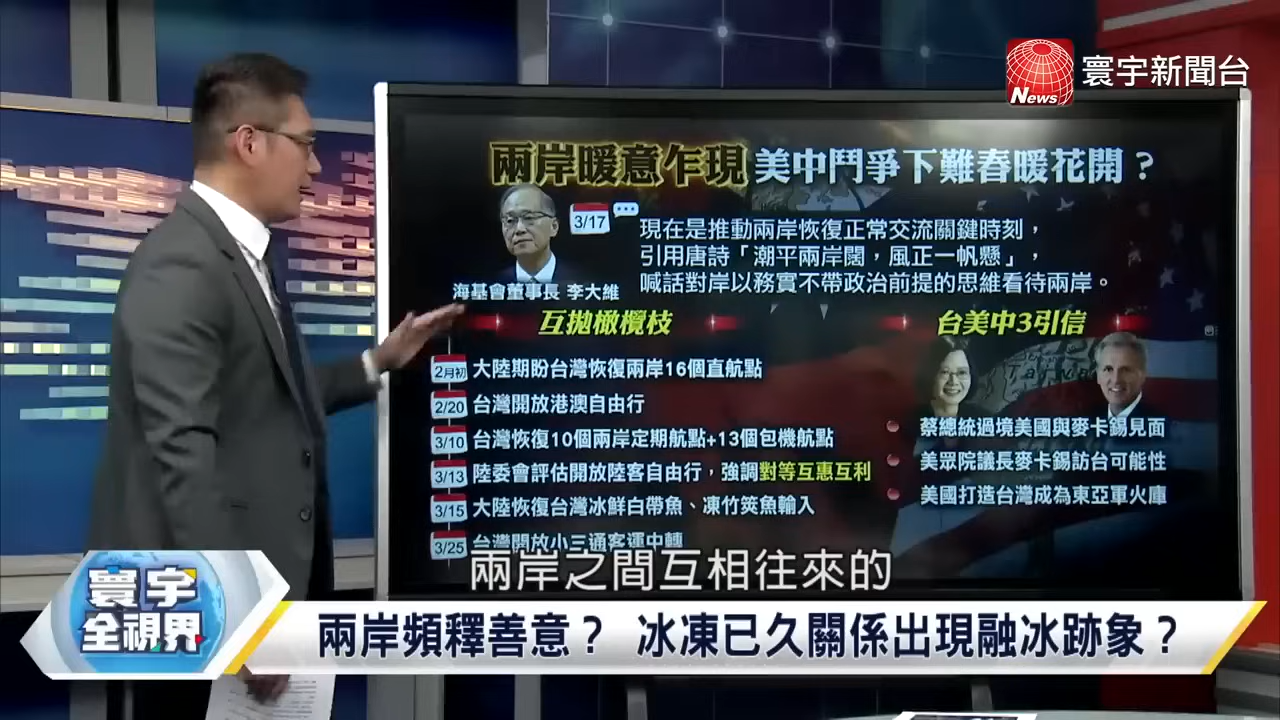 News
寰宇新聞台
兩岸暖意乍現 美中鬥爭下難春暖花開？
3/17
現在是推動兩岸恢復正常交流關鍵時刻，
引用唐詩「潮平兩岸闊，風正一帆懸」，
喊話對岸以務實不帶政治前提的思維看待兩岸。
海基會董事長 李大維
互拋橄欖枝
2月初 大陸期盼台灣恢復兩岸16個直航點
2/20 台灣開放港澳自由行
3/10 台灣恢復10個兩岸定期航點+13個包機航點
3/13 陸委會評估開放陸客自由行，強調對等互惠互利
3/15 大陸恢復台灣冰鮮白帶魚、凍竹筴魚輸入
3/25 台灣開放小三通客運中轉
台美中3引信
蔡總統過境美國與麥卡錫見面
美眾院議長麥卡錫訪台可能性
美國打造台灣成為東亞軍火庫
兩岸之間互相往來的
寰宇
全視界
兩岸頻釋善意？ 冰凍已久關係出現融冰跡象？